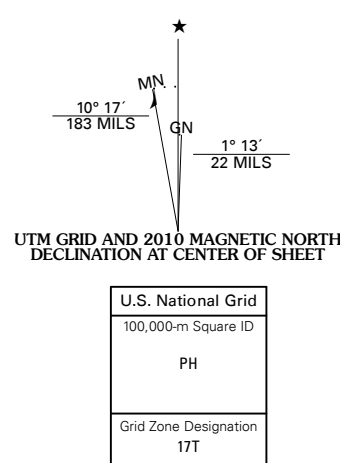 ★
MN
10° 17´
183 MILS
GN
1° 13´
22 MILS
UTM GRID AND 2010 MAGNETIC NORTH
DECLINATION AT CENTER OF SHEET
U.S. National Grid
100,000-m Square ID
PH
Grid Zone Designation
17T